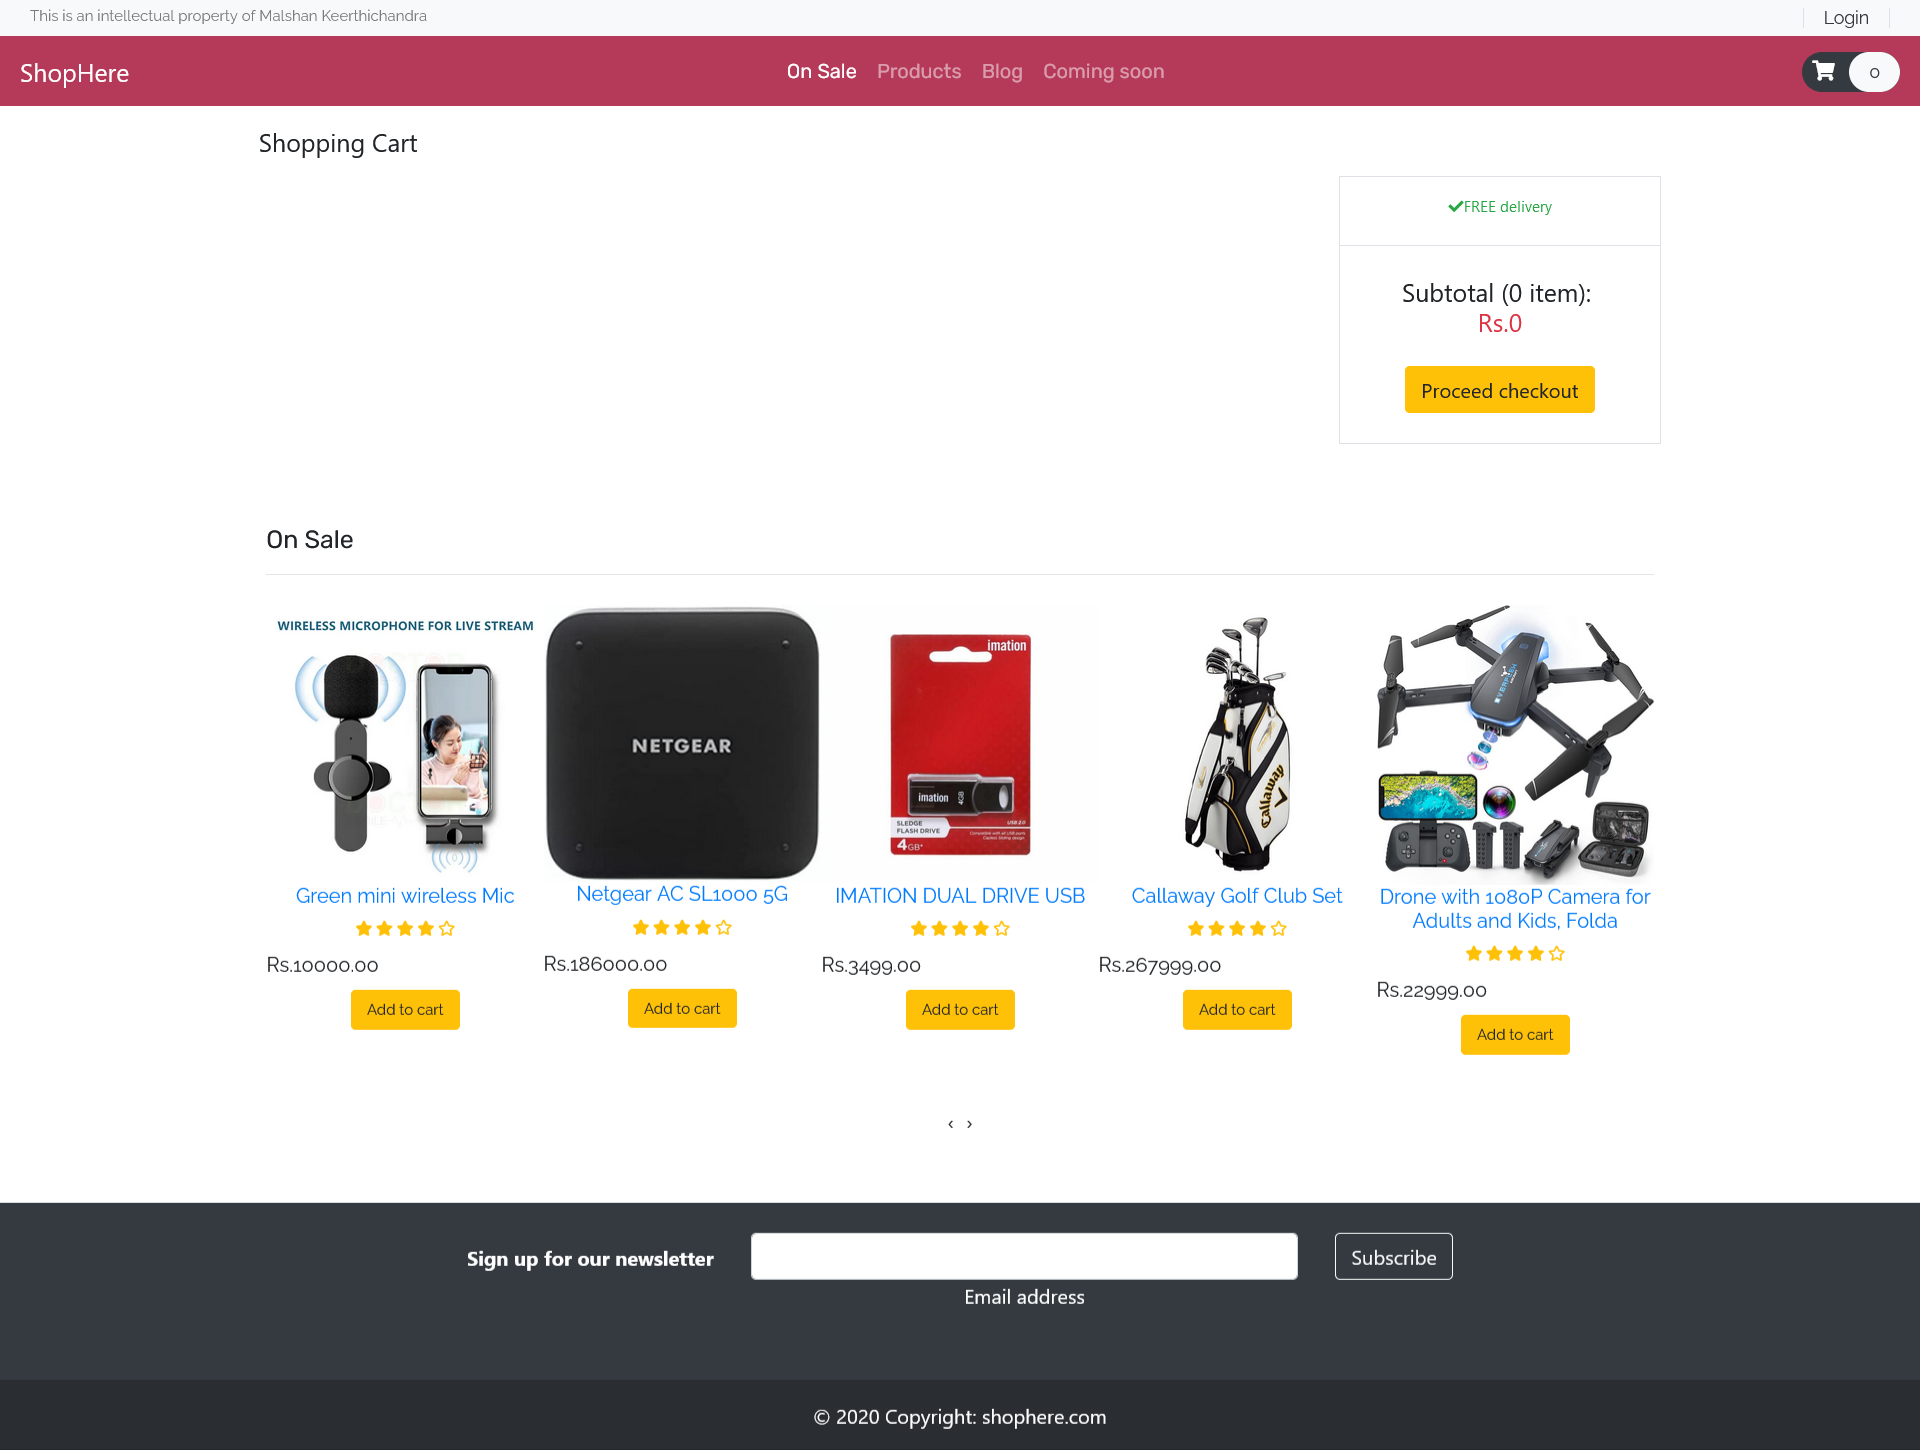 This is an intellectual property of Malshan Keerthichandra
Login
ShopHere
On Sale
Products
Blog
Coming soon
0
Shopping Cart
FREE delivery
Subtotal (0 item):
Rs.0
Proceed checkout
On Sale
WIRELESS MICROPHONE FOR LIVE STREAM
NETGEAR
imation
imation
4GB
SLEDGE
FLASH DRIVE
USB 2.0
4GB*
Callaway
Green mini wireless Mic
Netgear AC SL1000 5G
IMATION DUAL DRIVE USB
Callaway Golf Club Set
Drone with 1080P Camera for
Adults and Kids, Folda
Rs.10000.00
Rs.186000.00
Rs.3499.00
Rs.267999.00
Rs.22999.00
Add to cart
Add to cart
Add to cart
Add to cart
Add to cart
‹ ›
Sign up for our newsletter
Subscribe
Email address
© 2020 Copyright: shophere.com